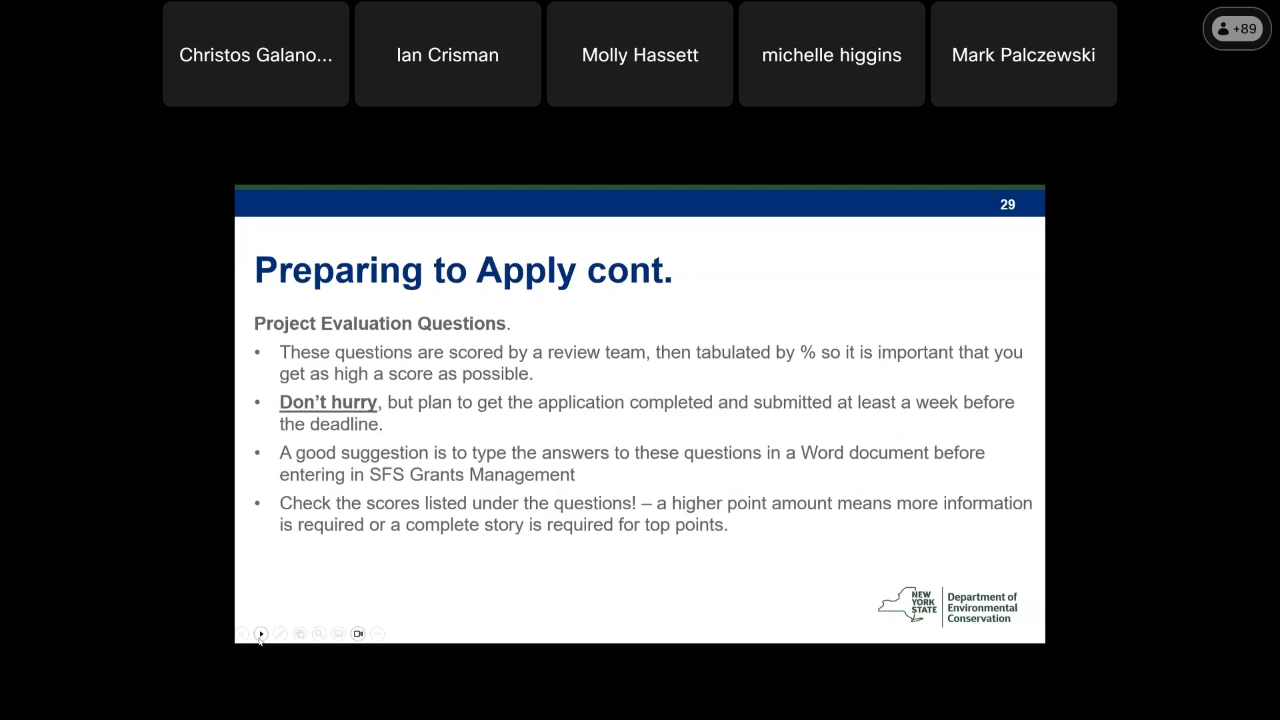 Christos Galano...
Ian Crisman
Molly Hassett
michelle higgins
Mark Palczewski
+89
29
Preparing to Apply cont.
Project Evaluation Questions.
• These questions are scored by a review team, then tabulated by % so it is important that you
get as high a score as possible.
• Don’t hurry, but plan to get the application completed and submitted at least a week before
the deadline.
• A good suggestion is to type the answers to these questions in a Word document before
entering in SFS Grants Management
• Check the scores listed under the questions! – a higher point amount means more information
is required or a complete story is required for top points.
NEW
YORK
STATE
Department of
Environmental
Conservation